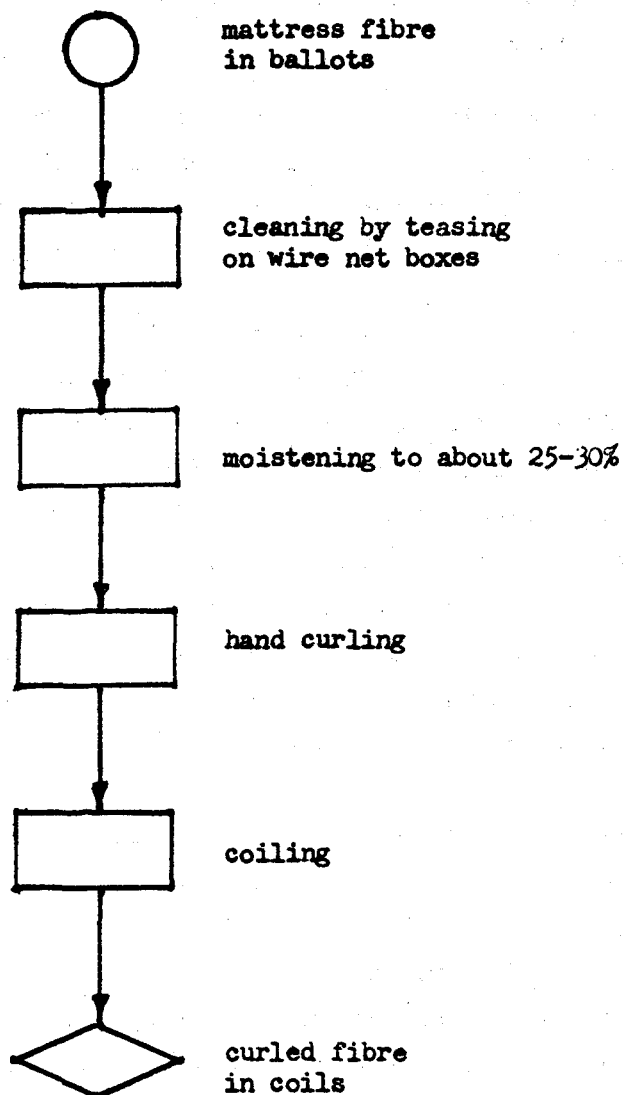 mattress fibre
in ballots
cleaning by teasing
on wire net boxes
moistening to about 25-30%
hand curling
coiling
curled fibre
in coils